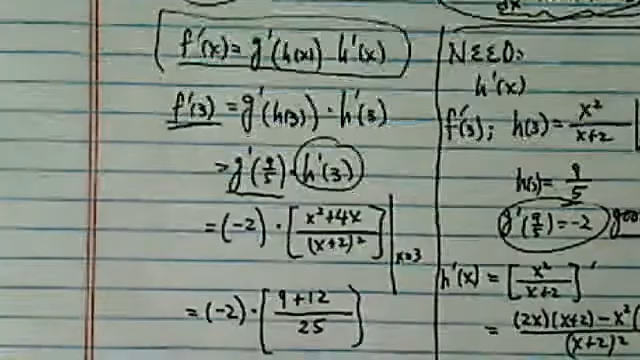 dx
f'(x) = g'(h(x)) · h'(x)
f'(3) = g'(h(3)) · h'(3)
= g'(9/5) · h'(3)
= (-2) · [x²+4x / (x+2)²] |x=3
= (-2) · [9+12 / 25]
NEED:
h'(x)
f'(3); h(3) = x² / x+2
h(3) = 9/5
g'(9/5) = -2
h'(x) = [x² / x+2]'
= (2x)(x+2) - x²( / (x+2)²